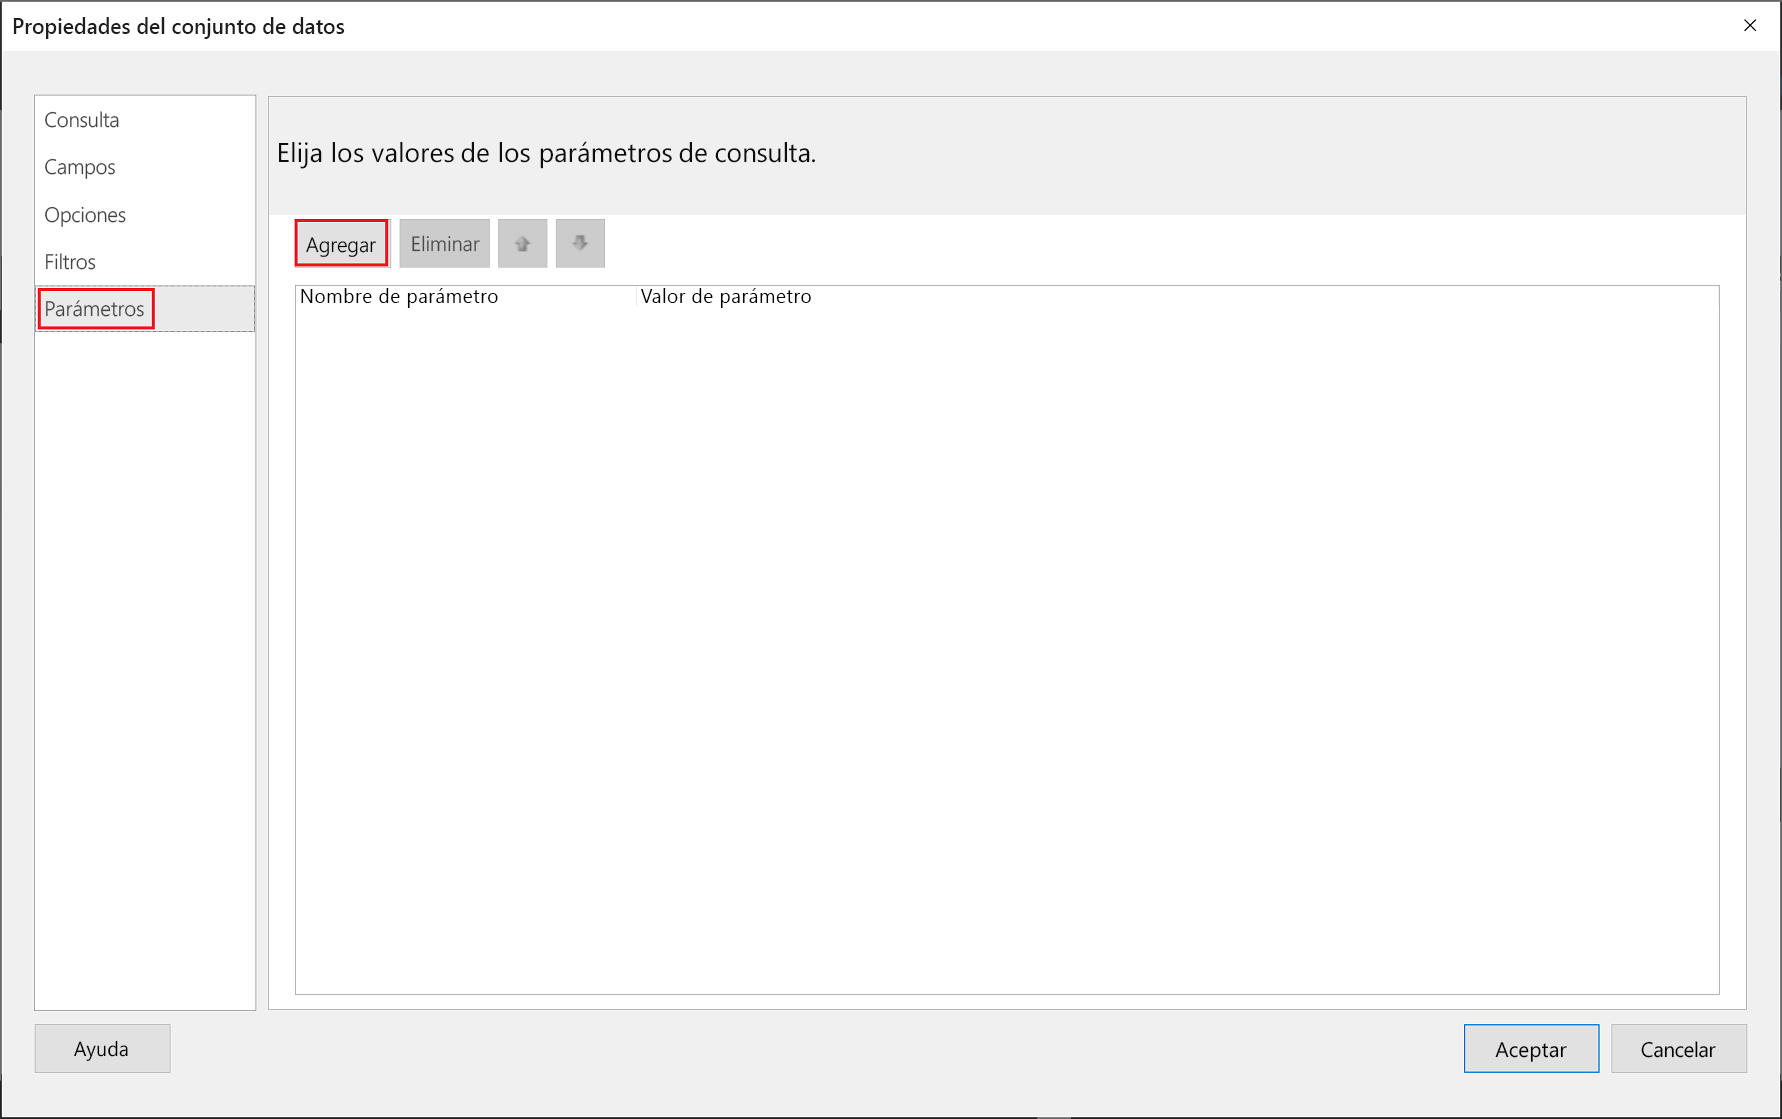 Propiedades del conjunto de datos
Consulta
Campos
Opciones
Filtros
Parámetros
Elija los valores de los parámetros de consulta.
Agregar Eliminar
Nombre de parámetro Valor de parámetro
Ayuda Aceptar Cancelar